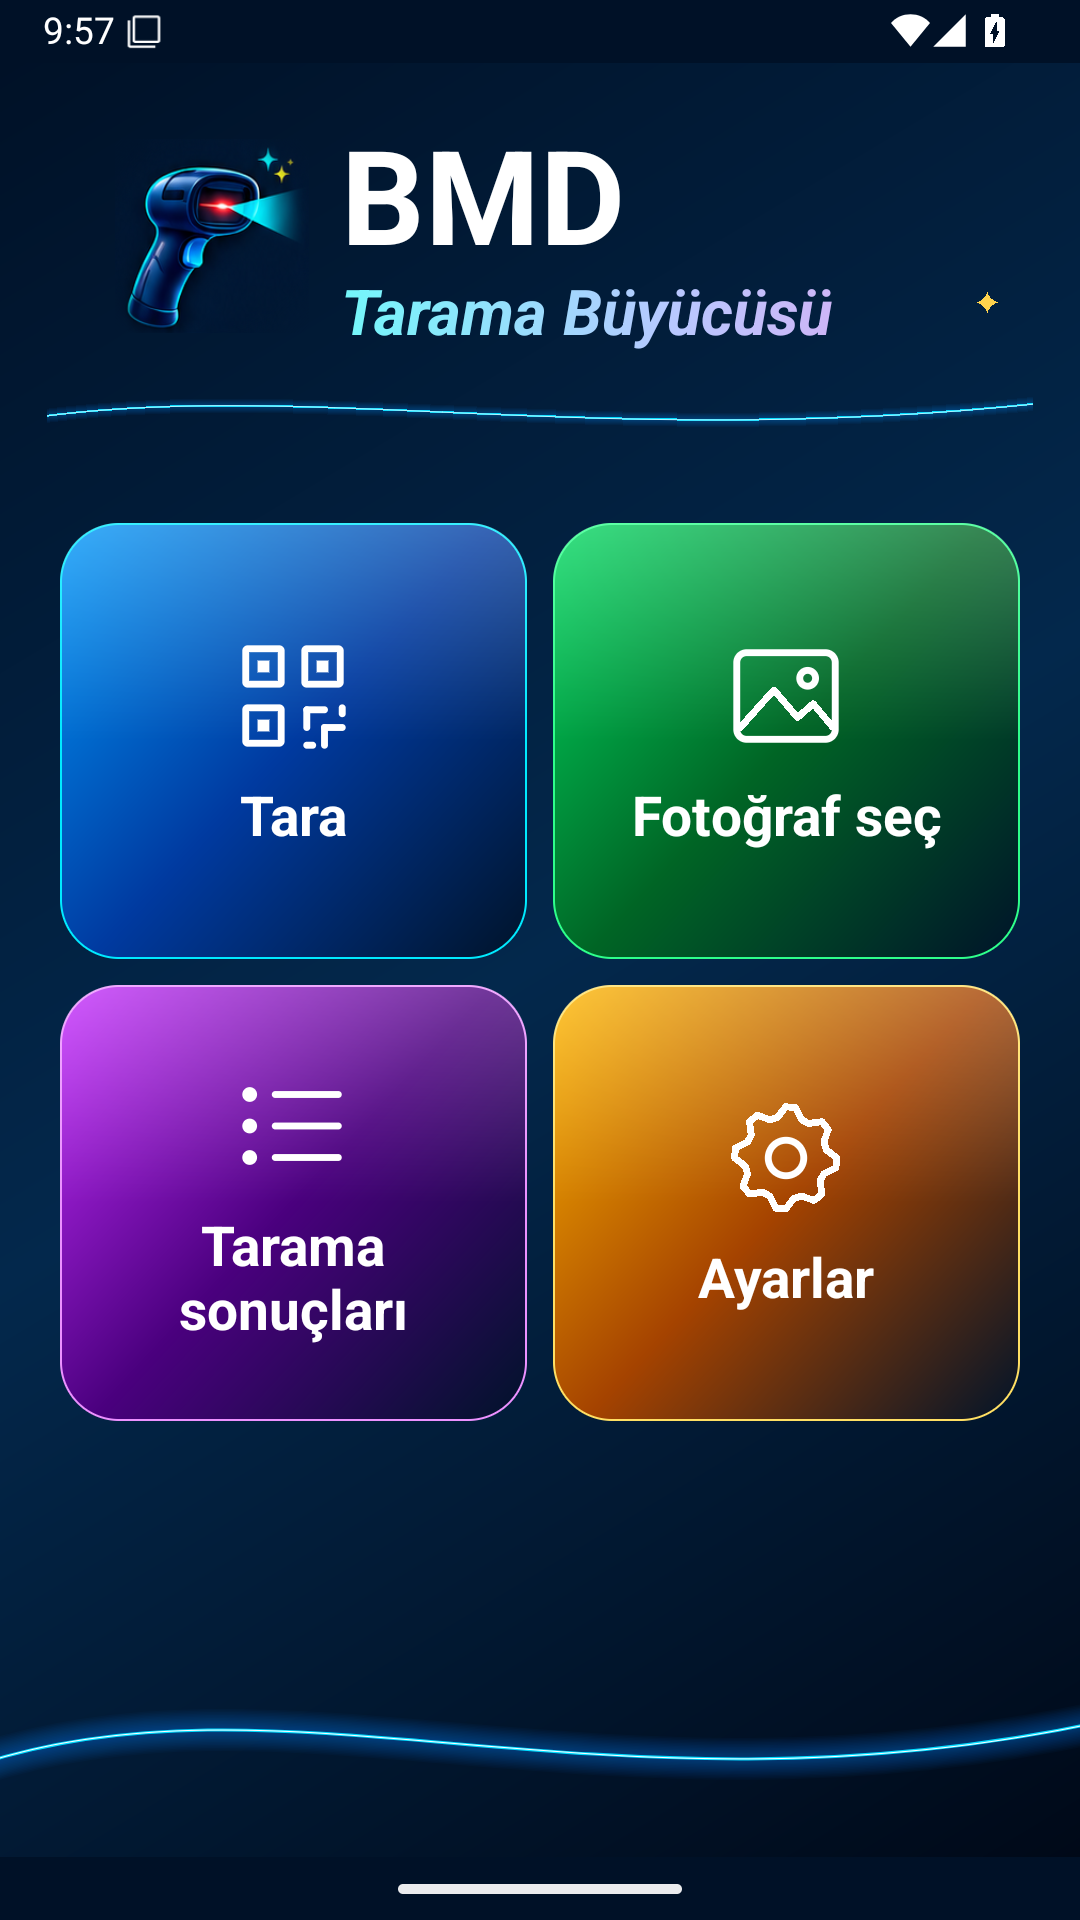 9:57
BMD
Tarama Büyücüsü
Tara
Fotoğraf seç
Tarama
sonuçları
Ayarlar